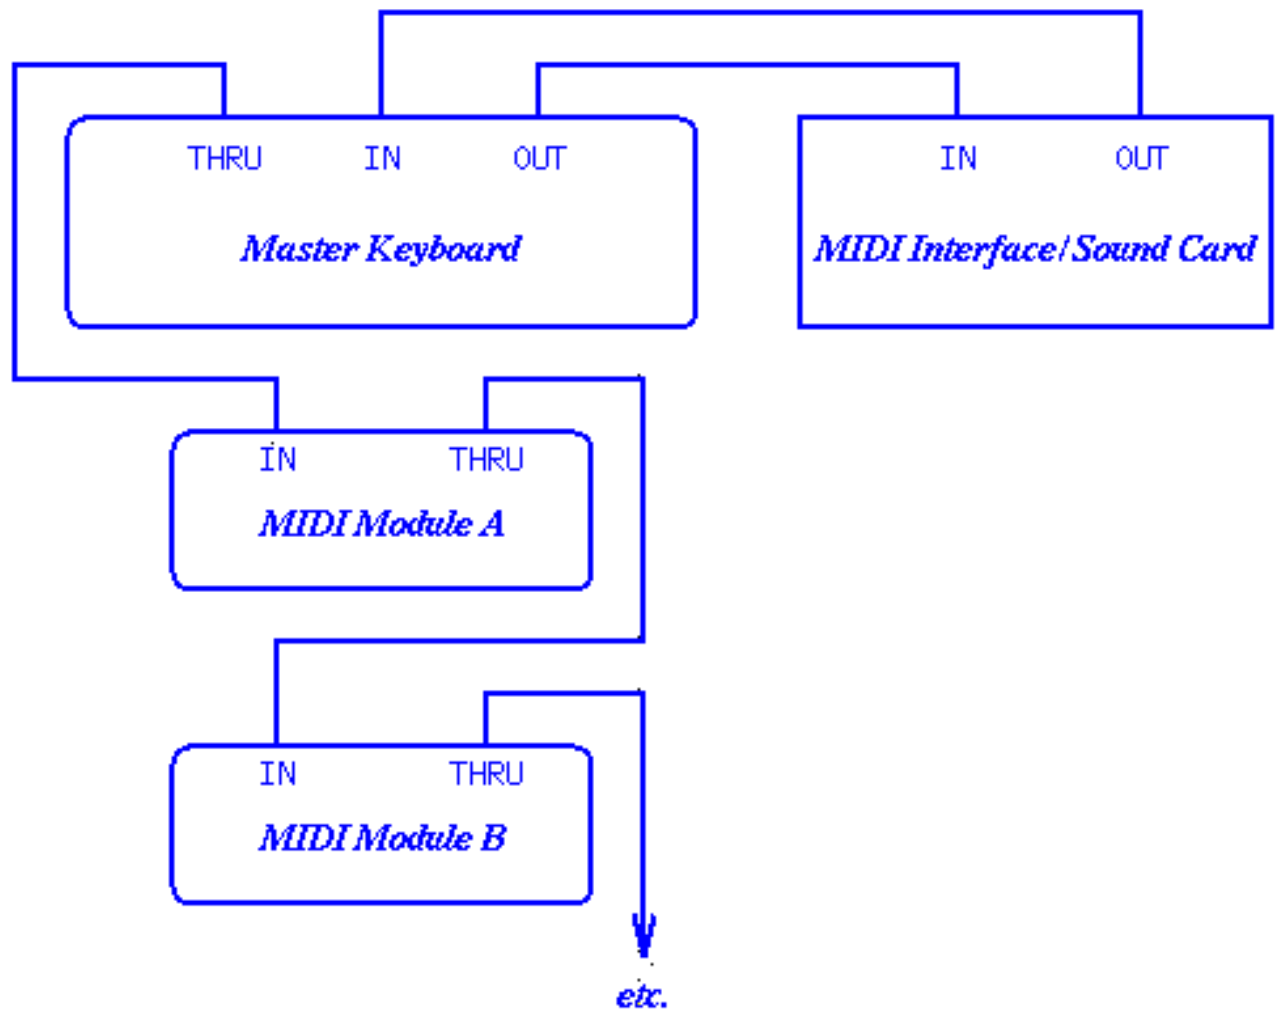 THRU IN OUT
IN OUT
Master Keyboard
MIDI Interface/Sound Card
IN THRU
MIDI Module A
IN THRU
MIDI Module B
etc.